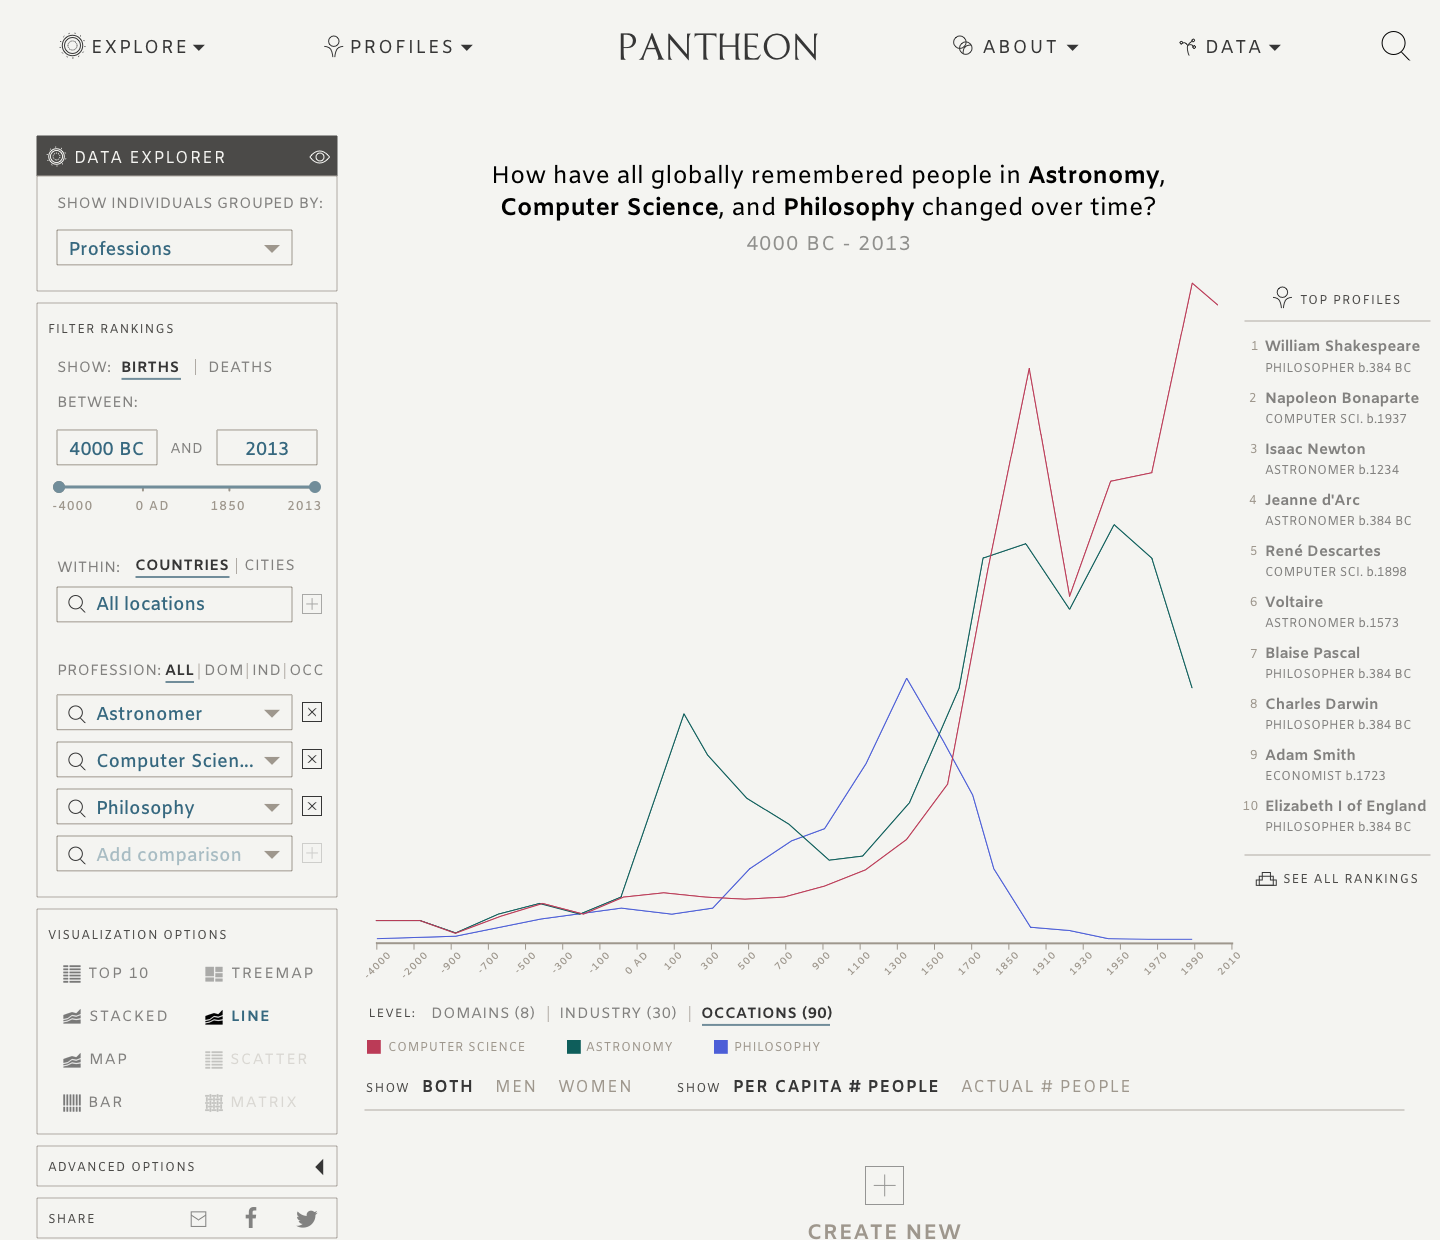 EXPLORE
PROFILES
PANTHEON
ABOUT
DATA
DATA EXPLORER
SHOW INDIVIDUALS GROUPED BY:
Professions
FILTER RANKINGS
SHOW: BIRTHS | DEATHS
BETWEEN:
4000 BC AND 2013
-4000 0 AD 1850 2013
WITHIN: COUNTRIES | CITIES
All locations
PROFESSION: ALL | DOM | IND | OCC
Astronomer
Computer Scien...
Philosophy
Add comparison
VISUALIZATION OPTIONS
TOP 10 TREEMAP
STACKED LINE
MAP SCATTER
BAR MATRIX
ADVANCED OPTIONS
SHARE
How have all globally remembered people in Astronomy,
Computer Science, and Philosophy changed over time?
4000 BC - 2013
-4000 -2000 -900 -700 -500 -300 -100 0 AD 100 300 500 700 900 1100 1300 1500 1700 1850 1910 1930 1950 1970 1990 2010
LEVEL: DOMAINS (8) | INDUSTRY (30) | OCCATIONS (90)
COMPUTER SCIENCE ASTRONOMY PHILOSOPHY
SHOW BOTH MEN WOMEN SHOW PER CAPITA # PEOPLE ACTUAL # PEOPLE
CREATE NEW
TOP PROFILES
1 William Shakespeare
PHILOSOPHER b.384 BC
2 Napoleon Bonaparte
COMPUTER SCI. b.1937
3 Isaac Newton
ASTRONOMER b.1234
4 Jeanne d'Arc
ASTRONOMER b.384 BC
5 René Descartes
COMPUTER SCI. b.1898
6 Voltaire
ASTRONOMER b.1573
7 Blaise Pascal
PHILOSOPHER b.384 BC
8 Charles Darwin
PHILOSOPHER b.384 BC
9 Adam Smith
ECONOMIST b.1723
10 Elizabeth I of England
PHILOSOPHER b.384 BC
SEE ALL RANKINGS